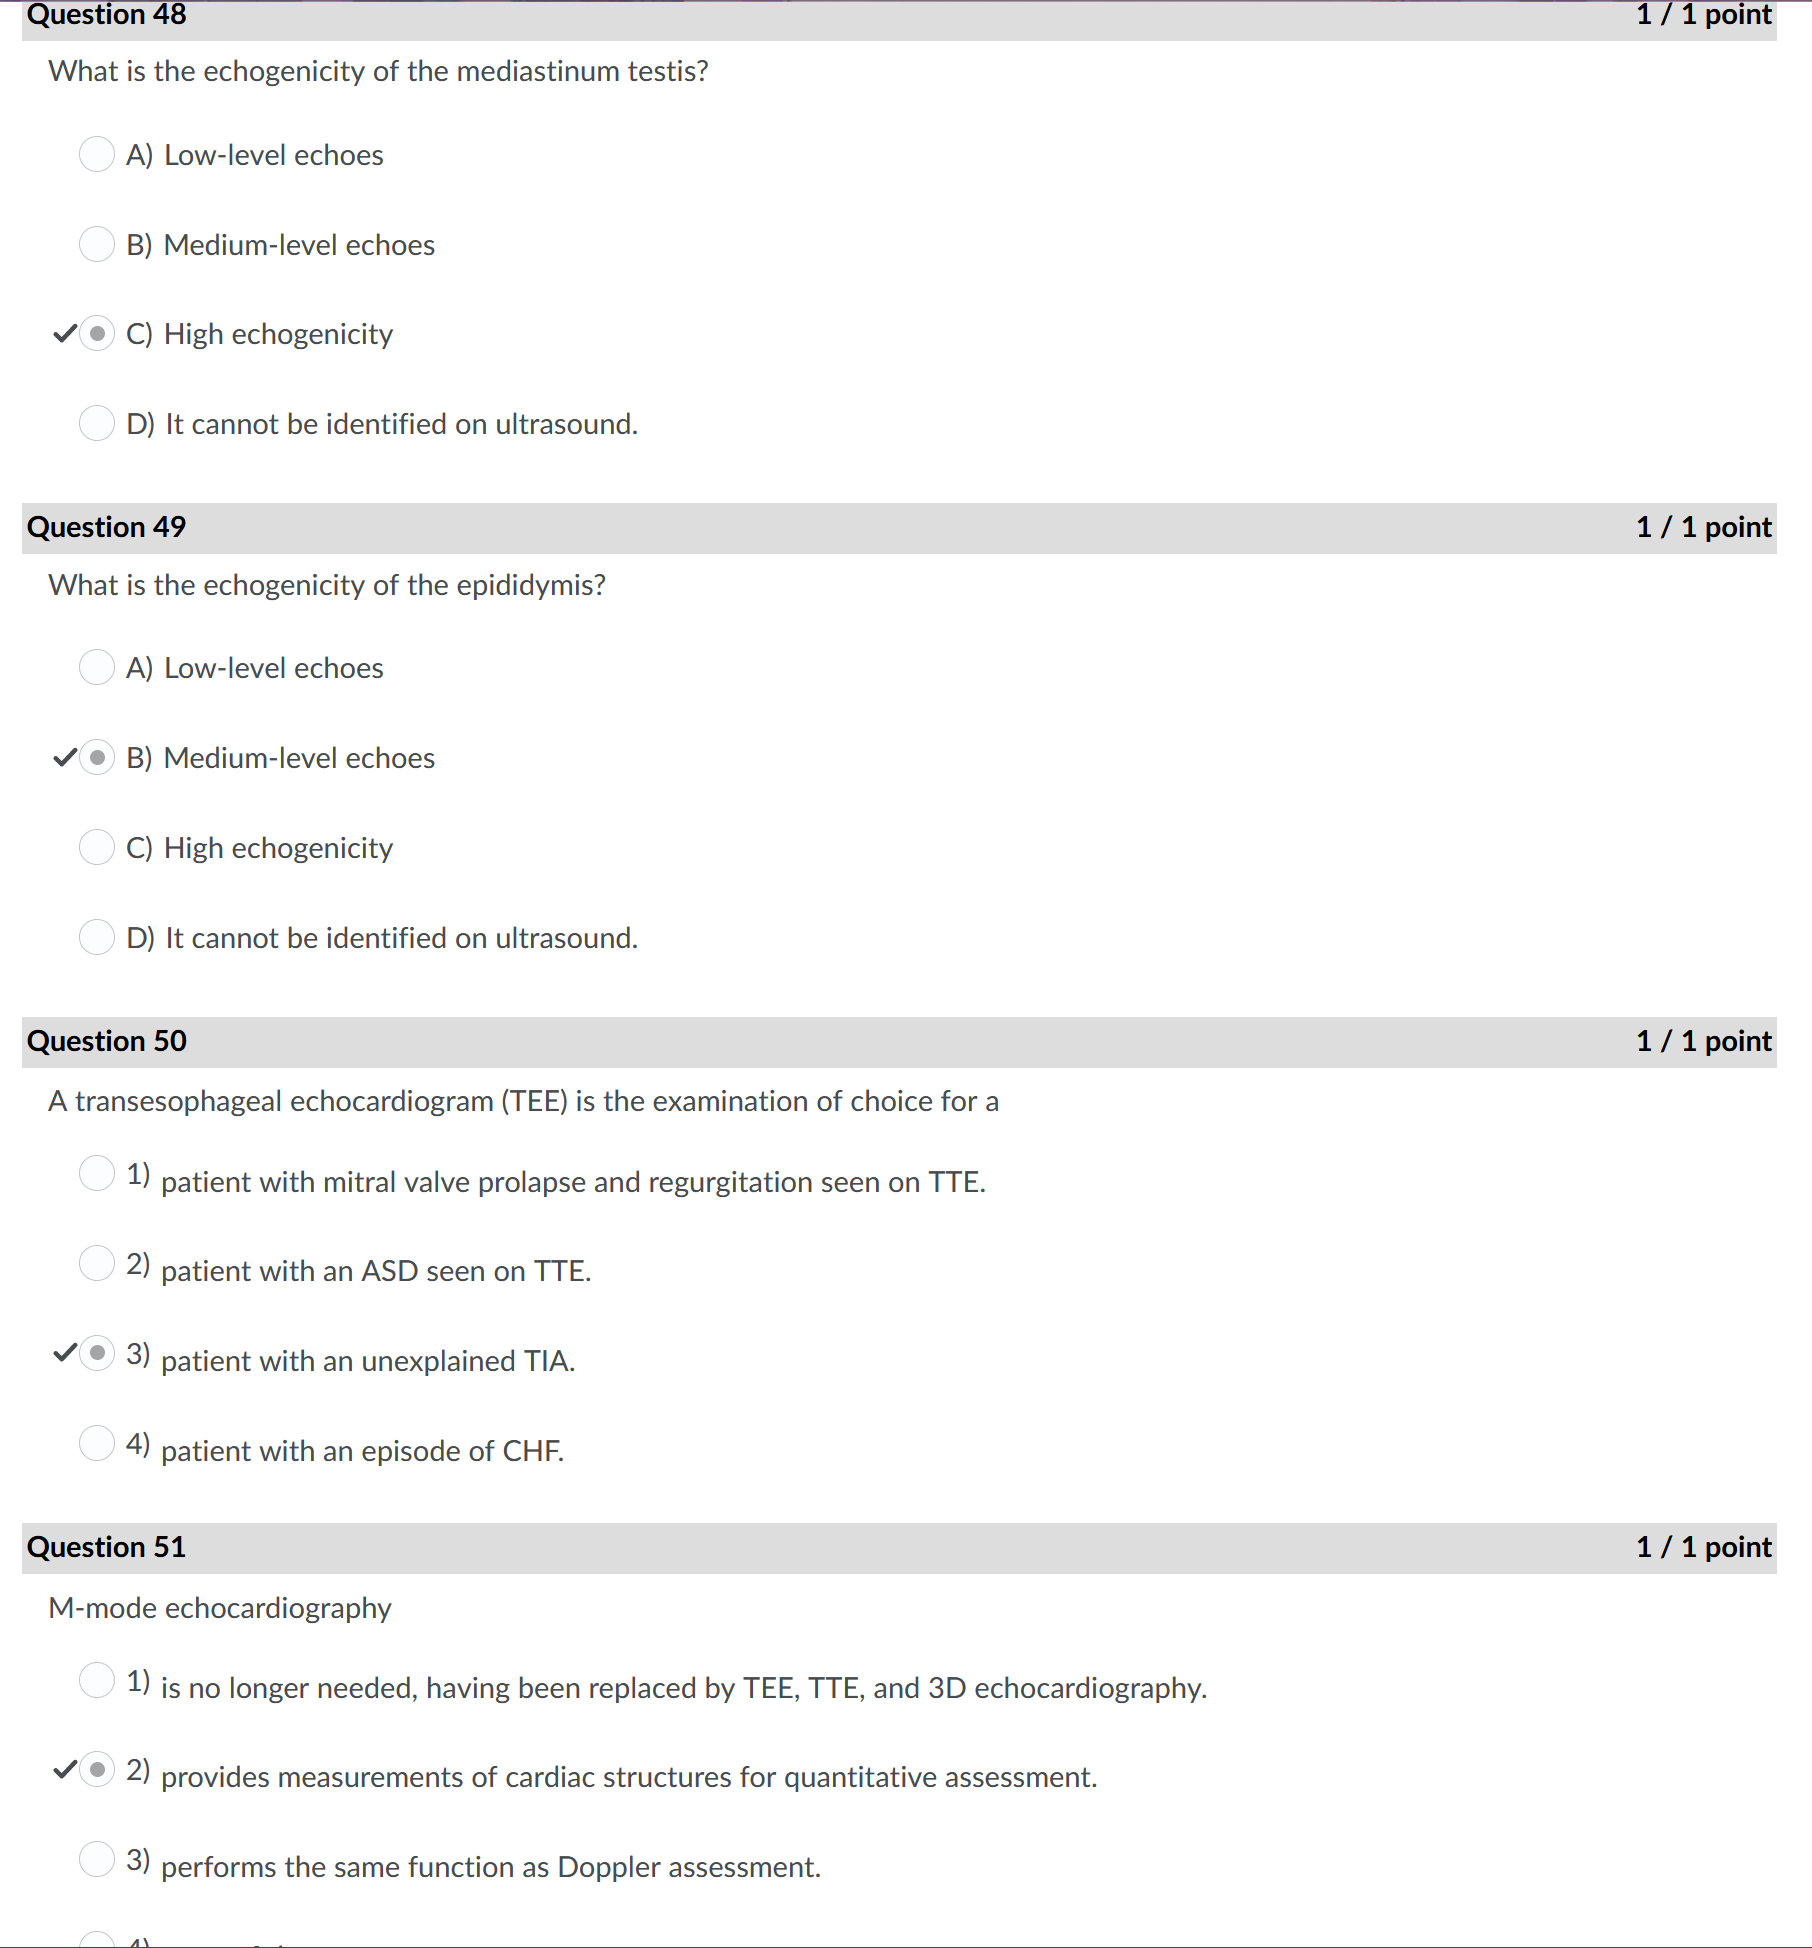 Question 48 1 / 1 point
What is the echogenicity of the mediastinum testis?
A) Low-level echoes
B) Medium-level echoes
C) High echogenicity
D) It cannot be identified on ultrasound.
Question 49 1 / 1 point
What is the echogenicity of the epididymis?
A) Low-level echoes
B) Medium-level echoes
C) High echogenicity
D) It cannot be identified on ultrasound.
Question 50 1 / 1 point
A transesophageal echocardiogram (TEE) is the examination of choice for a
1) patient with mitral valve prolapse and regurgitation seen on TTE.
2) patient with an ASD seen on TTE.
3) patient with an unexplained TIA.
4) patient with an episode of CHF.
Question 51 1 / 1 point
M-mode echocardiography
1) is no longer needed, having been replaced by TEE, TTE, and 3D echocardiography.
2) provides measurements of cardiac structures for quantitative assessment.
3) performs the same function as Doppler assessment.
4)